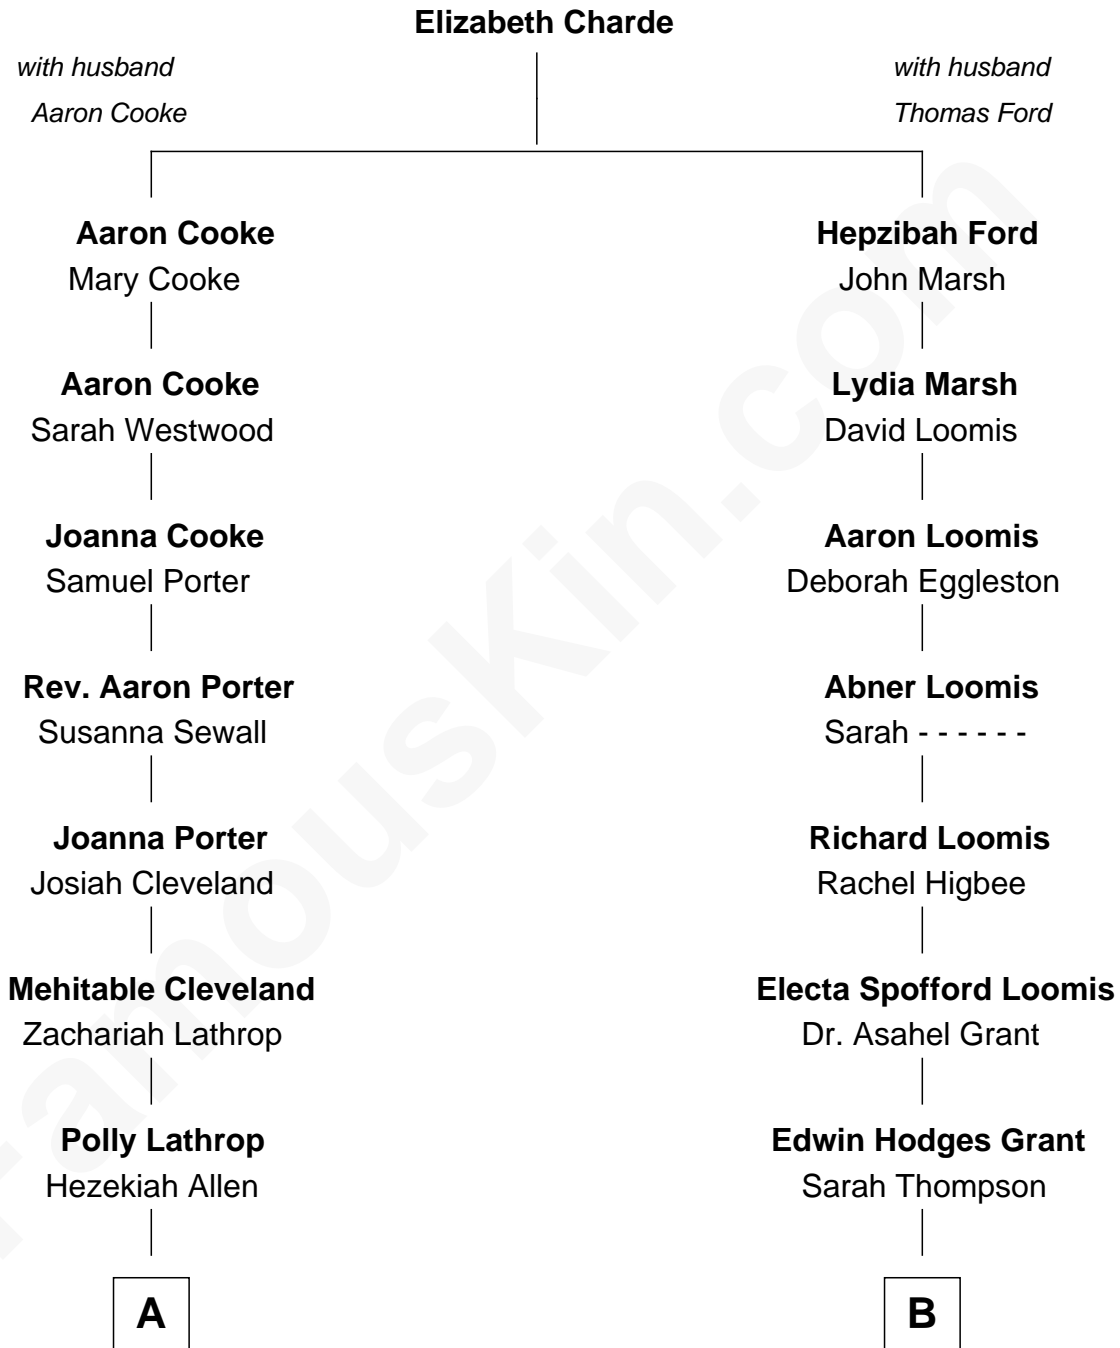 Elizabeth Charde
with husband
Aaron Cooke
with husband
Thomas Ford
Aaron Cooke
Mary Cooke
Hepzibah Ford
John Marsh
Aaron Cooke
Sarah Westwood
Lydia Marsh
David Loomis
Joanna Cooke
Samuel Porter
Aaron Loomis
Deborah Eggleston
Rev. Aaron Porter
Susanna Sewall
Abner Loomis
Sarah - - - - - -
Joanna Porter
Josiah Cleveland
Richard Loomis
Rachel Higbee
Mehitable Cleveland
Zachariah Lathrop
Electa Spofford Loomis
Dr. Asahel Grant
Polly Lathrop
Hezekiah Allen
Edwin Hodges Grant
Sarah Thompson
A
B
FamousKin.com